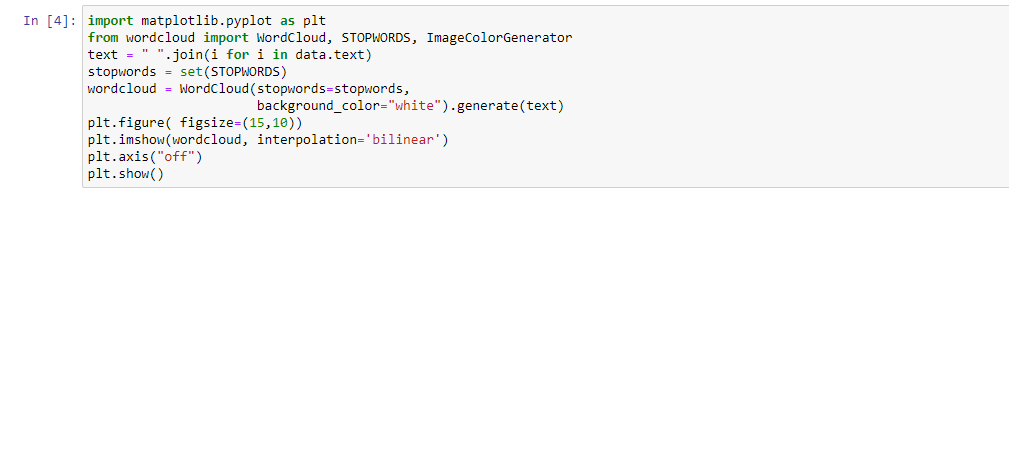 In [4]: import matplotlib.pyplot as plt
from wordcloud import WordCloud, STOPWORDS, ImageColorGenerator
text = " ".join(i for i in data.text)
stopwords = set(STOPWORDS)
wordcloud = WordCloud(stopwords=stopwords,
                      background_color="white").generate(text)
plt.figure( figsize=(15,10))
plt.imshow(wordcloud, interpolation='bilinear')
plt.axis("off")
plt.show()